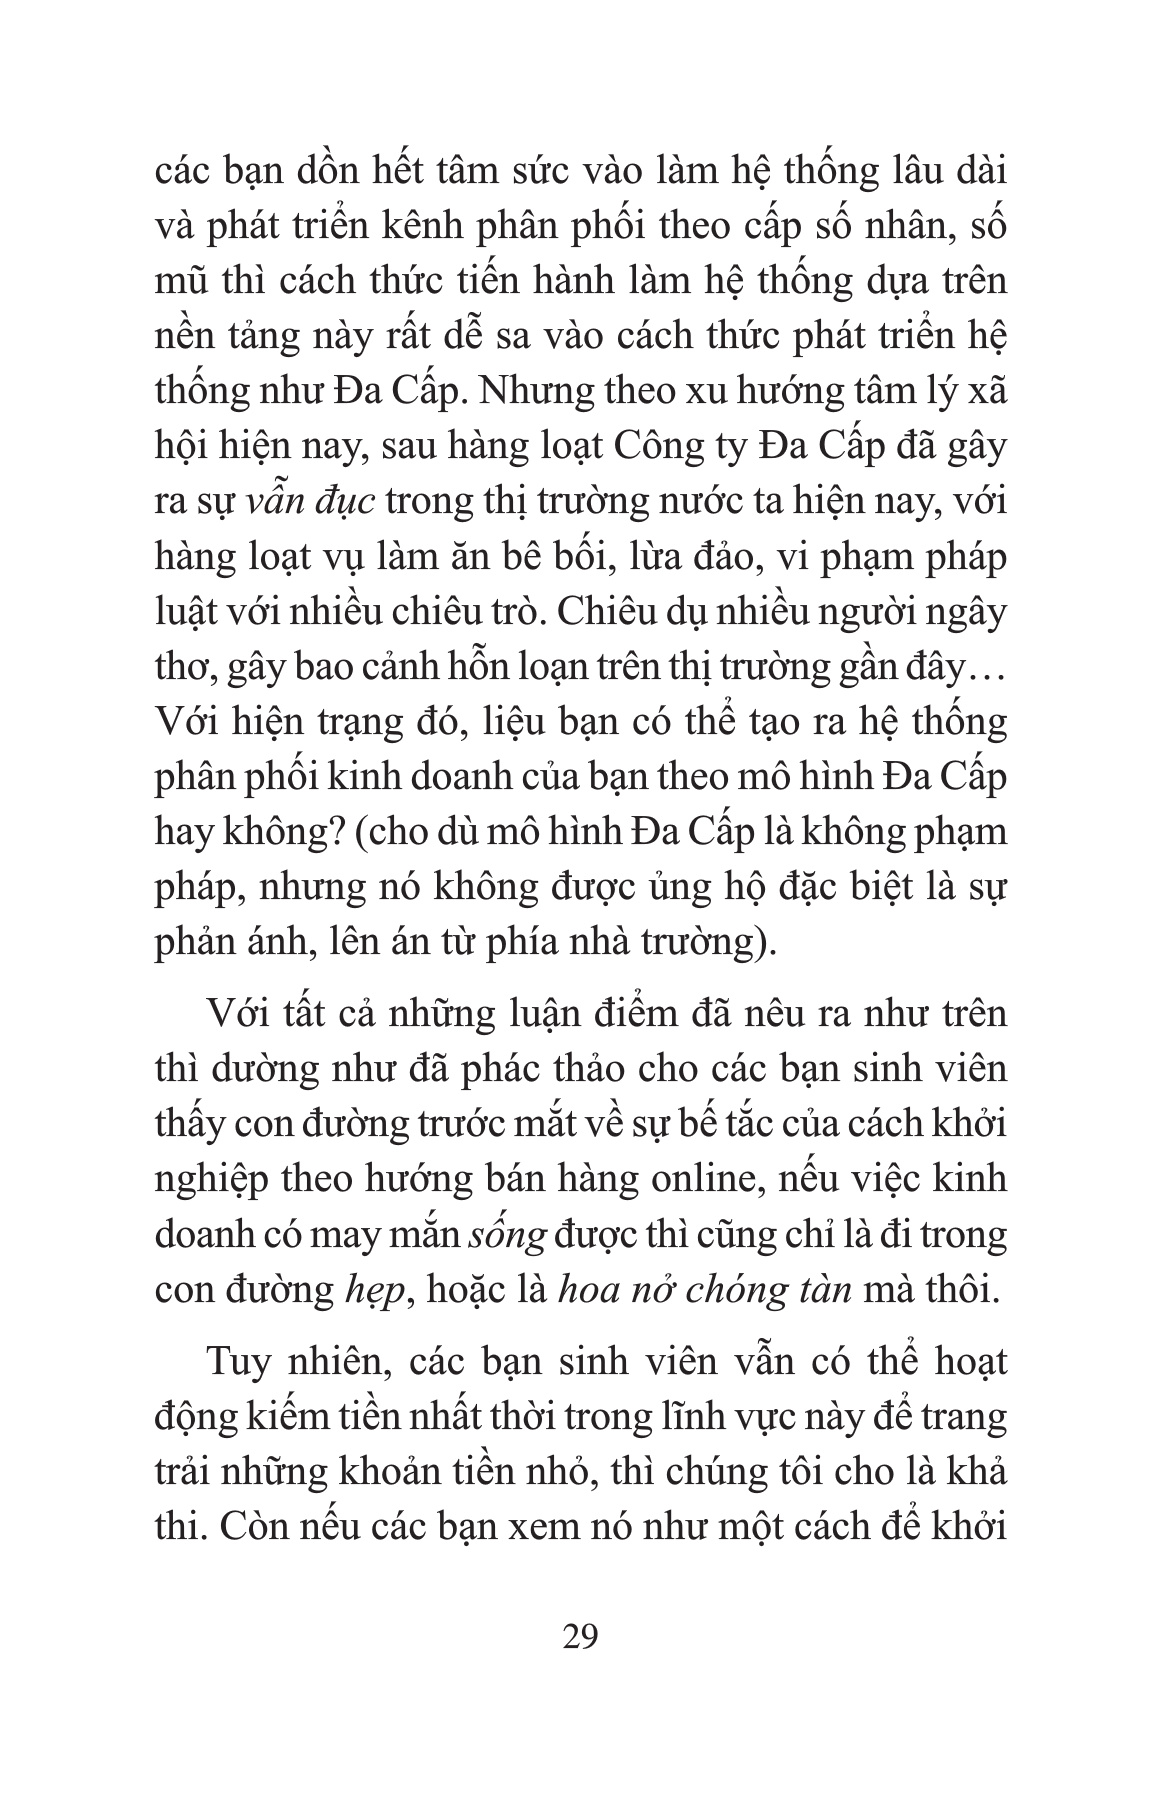 các bạn dồn hết tâm sức vào làm hệ thống lâu dài
và phát triển kênh phân phối theo cấp số nhân, số
mũ thì cách thức tiến hành làm hệ thống dựa trên
nền tảng này rất dễ sa vào cách thức phát triển hệ
thống như Đa Cấp. Nhưng theo xu hướng tâm lý xã
hội hiện nay, sau hàng loạt Công ty Đa Cấp đã gây
ra sự vẫn đục trong thị trường nước ta hiện nay, với
hàng loạt vụ làm ăn bê bối, lừa đảo, vi phạm pháp
luật với nhiều chiêu trò. Chiêu dụ nhiều người ngây
thơ, gây bao cảnh hỗn loạn trên thị trường gần đây…
Với hiện trạng đó, liệu bạn có thể tạo ra hệ thống
phân phối kinh doanh của bạn theo mô hình Đa Cấp
hay không? (cho dù mô hình Đa Cấp là không phạm
pháp, nhưng nó không được ủng hộ đặc biệt là sự
phản ánh, lên án từ phía nhà trường).
Với tất cả những luận điểm đã nêu ra như trên
thì dường như đã phác thảo cho các bạn sinh viên
thấy con đường trước mắt về sự bế tắc của cách khởi
nghiệp theo hướng bán hàng online, nếu việc kinh
doanh có may mắn sống được thì cũng chỉ là đi trong
con đường hẹp, hoặc là hoa nở chóng tàn mà thôi.
Tuy nhiên, các bạn sinh viên vẫn có thể hoạt
động kiếm tiền nhất thời trong lĩnh vực này để trang
trải những khoản tiền nhỏ, thì chúng tôi cho là khả
thi. Còn nếu các bạn xem nó như một cách để khởi
29